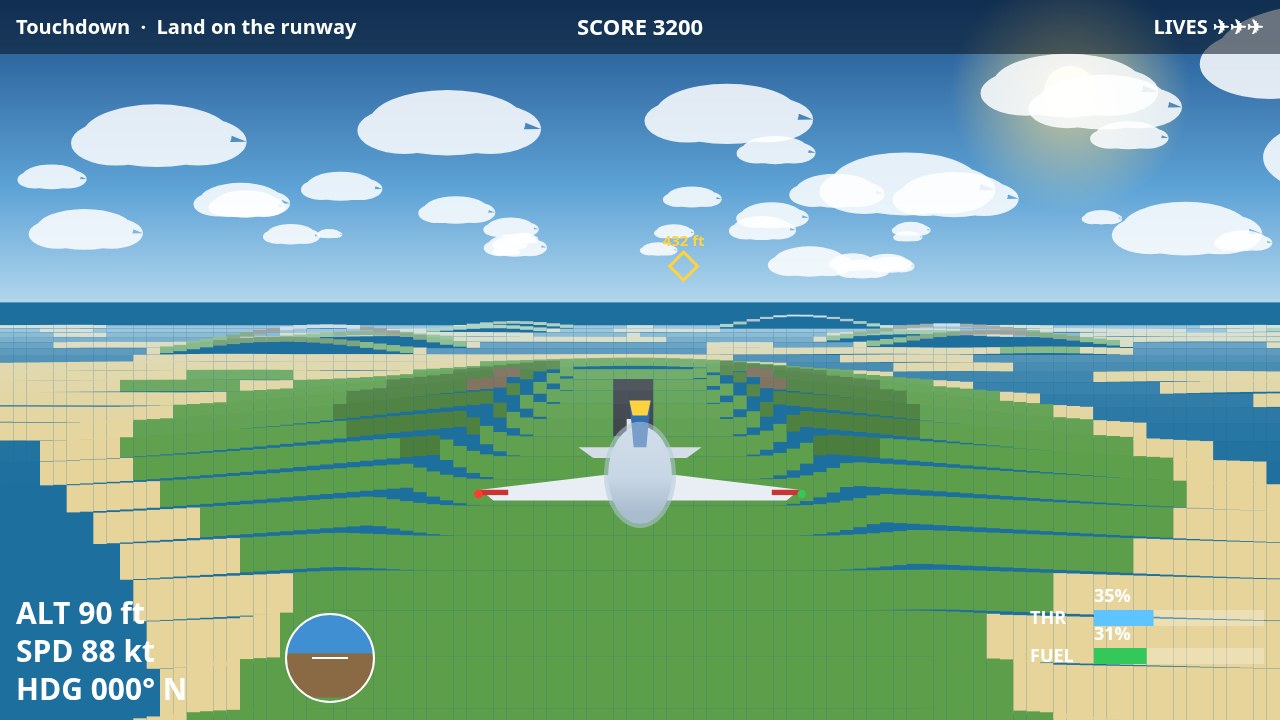 Touchdown · Land on the runway
SCORE 3200
LIVES ✈✈✈
432 ft
ALT 90 ft
SPD 88 kt
HDG 000° N
35%
THR
31%
FUEL